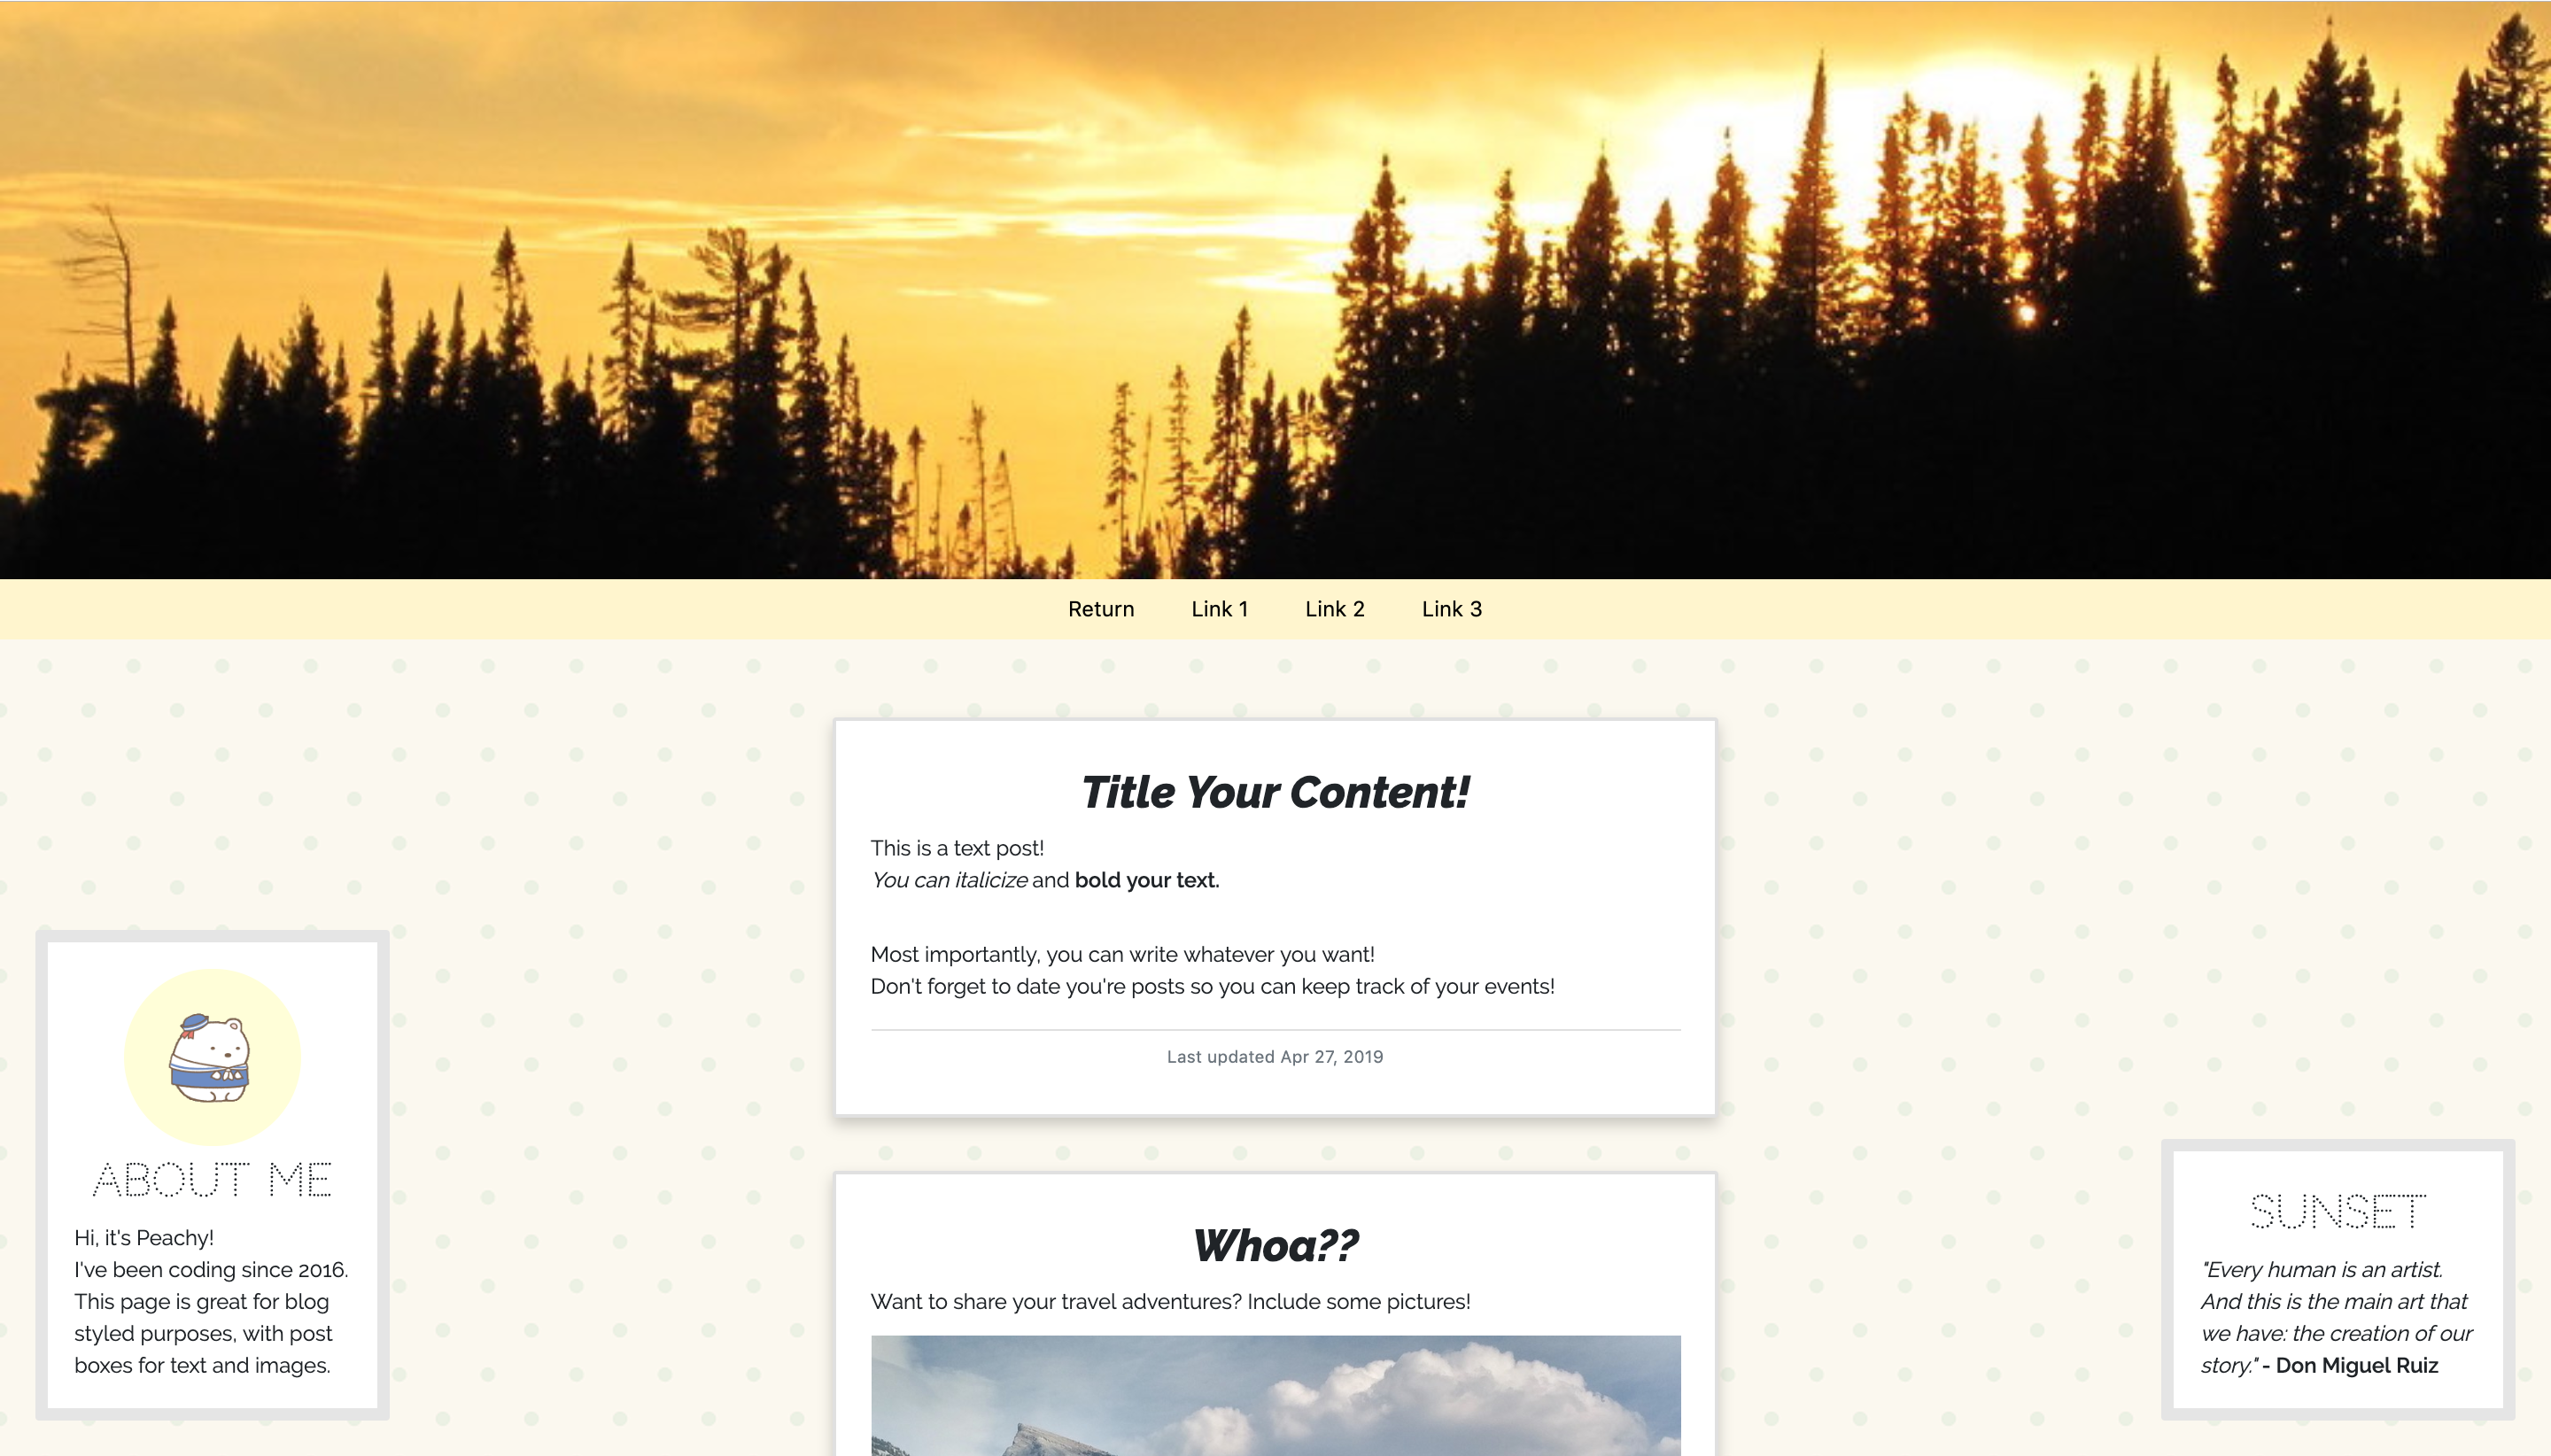 Return Link 1 Link 2 Link 3
Title Your Content!
This is a text post!
You can italicize and bold your text.
Most importantly, you can write whatever you want!
Don't forget to date you're posts so you can keep track of your events!
Last updated Apr 27, 2019
ABOUT ME
Hi, it's Peachy!
I've been coding since 2016.
This page is great for blog
styled purposes, with post
boxes for text and images.
Whoa??
Want to share your travel adventures? Include some pictures!
SUNSET
"Every human is an artist.
And this is the main art that
we have: the creation of our
story." - Don Miguel Ruiz